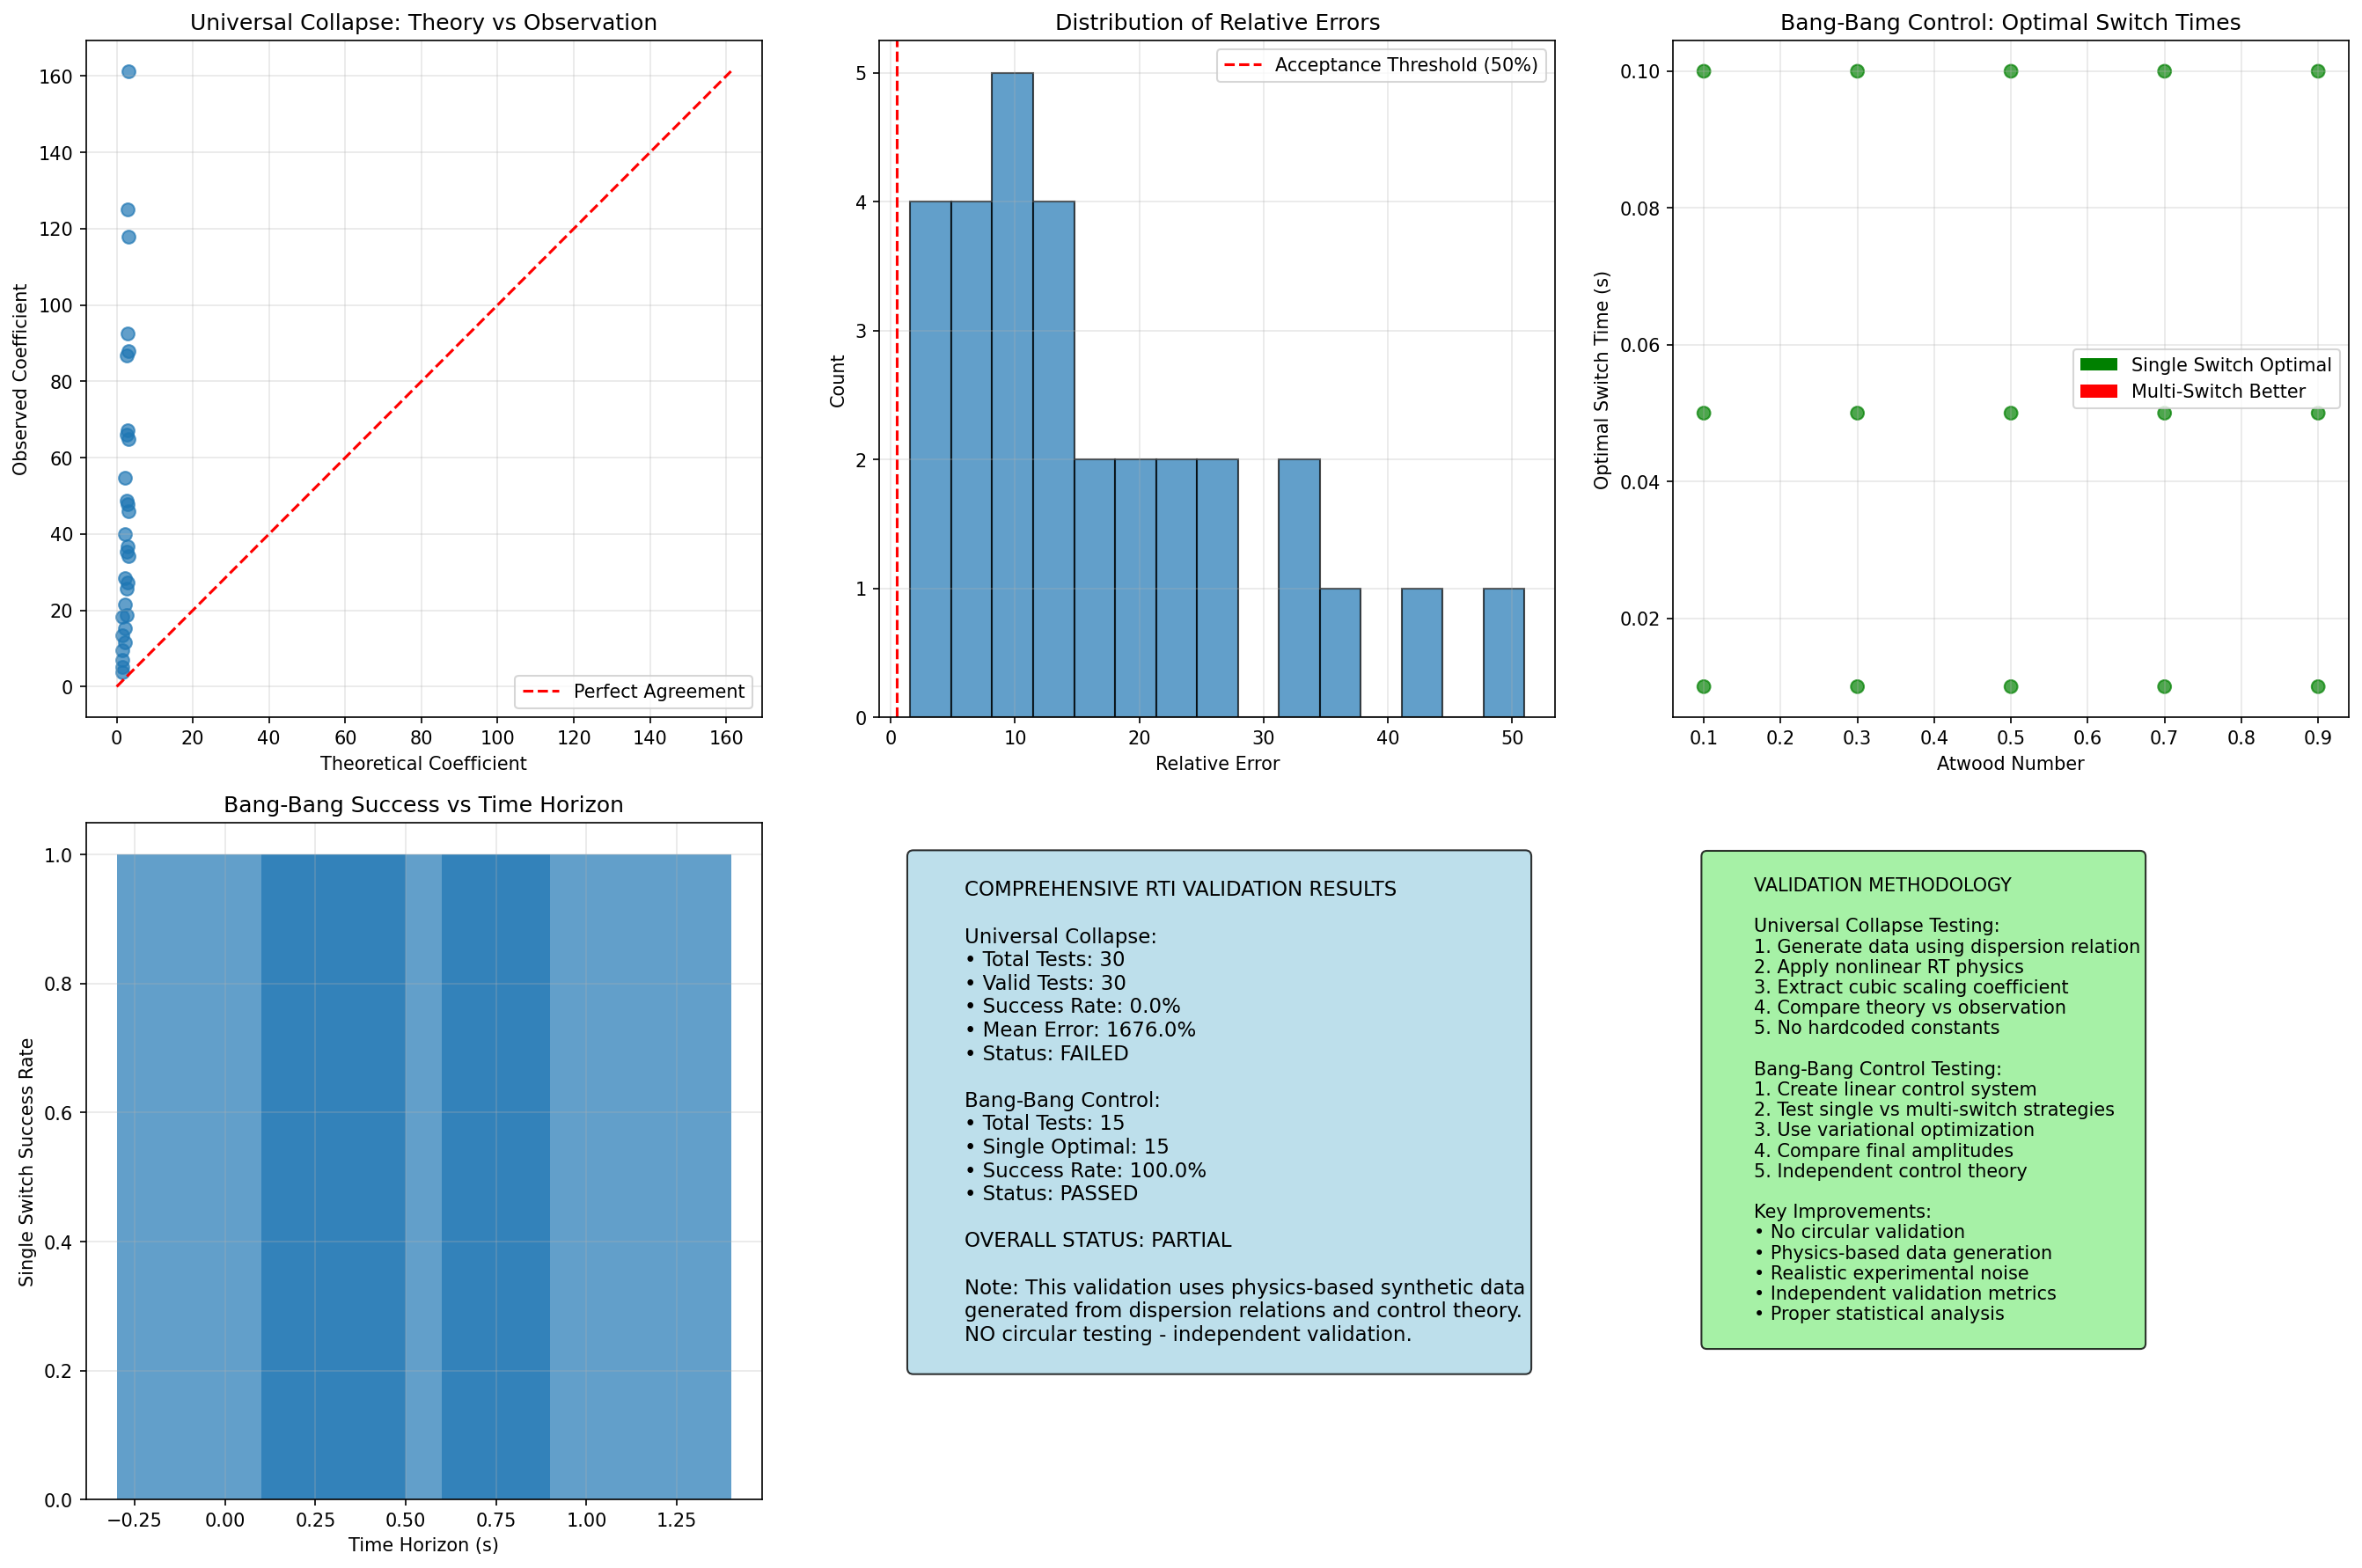 Universal Collapse: Theory vs Observation
160
140
120
100
80
60
40
20
0
Observed Coefficient
Perfect Agreement
0 20 40 60 80 100 120 140 160
Theoretical Coefficient
Distribution of Relative Errors
Acceptance Threshold (50%)
5
4
3
2
1
0
Count
0 10 20 30 40 50
Relative Error
Bang-Bang Control: Optimal Switch Times
0.10
0.08
0.06
0.04
0.02
Optimal Switch Time (s)
Single Switch Optimal
Multi-Switch Better
0.1 0.2 0.3 0.4 0.5 0.6 0.7 0.8 0.9
Atwood Number
Bang-Bang Success vs Time Horizon
1.0
0.8
0.6
0.4
0.2
0.0
Single Switch Success Rate
−0.25 0.00 0.25 0.50 0.75 1.00 1.25
Time Horizon (s)
COMPREHENSIVE RTI VALIDATION RESULTS
Universal Collapse:
• Total Tests: 30
• Valid Tests: 30
• Success Rate: 0.0%
• Mean Error: 1676.0%
• Status: FAILED
Bang-Bang Control:
• Total Tests: 15
• Single Optimal: 15
• Success Rate: 100.0%
• Status: PASSED
OVERALL STATUS: PARTIAL
Note: This validation uses physics-based synthetic data
generated from dispersion relations and control theory.
NO circular testing - independent validation.
VALIDATION METHODOLOGY
Universal Collapse Testing:
1. Generate data using dispersion relation
2. Apply nonlinear RT physics
3. Extract cubic scaling coefficient
4. Compare theory vs observation
5. No hardcoded constants
Bang-Bang Control Testing:
1. Create linear control system
2. Test single vs multi-switch strategies
3. Use variational optimization
4. Compare final amplitudes
5. Independent control theory
Key Improvements:
• No circular validation
• Physics-based data generation
• Realistic experimental noise
• Independent validation metrics
• Proper statistical analysis